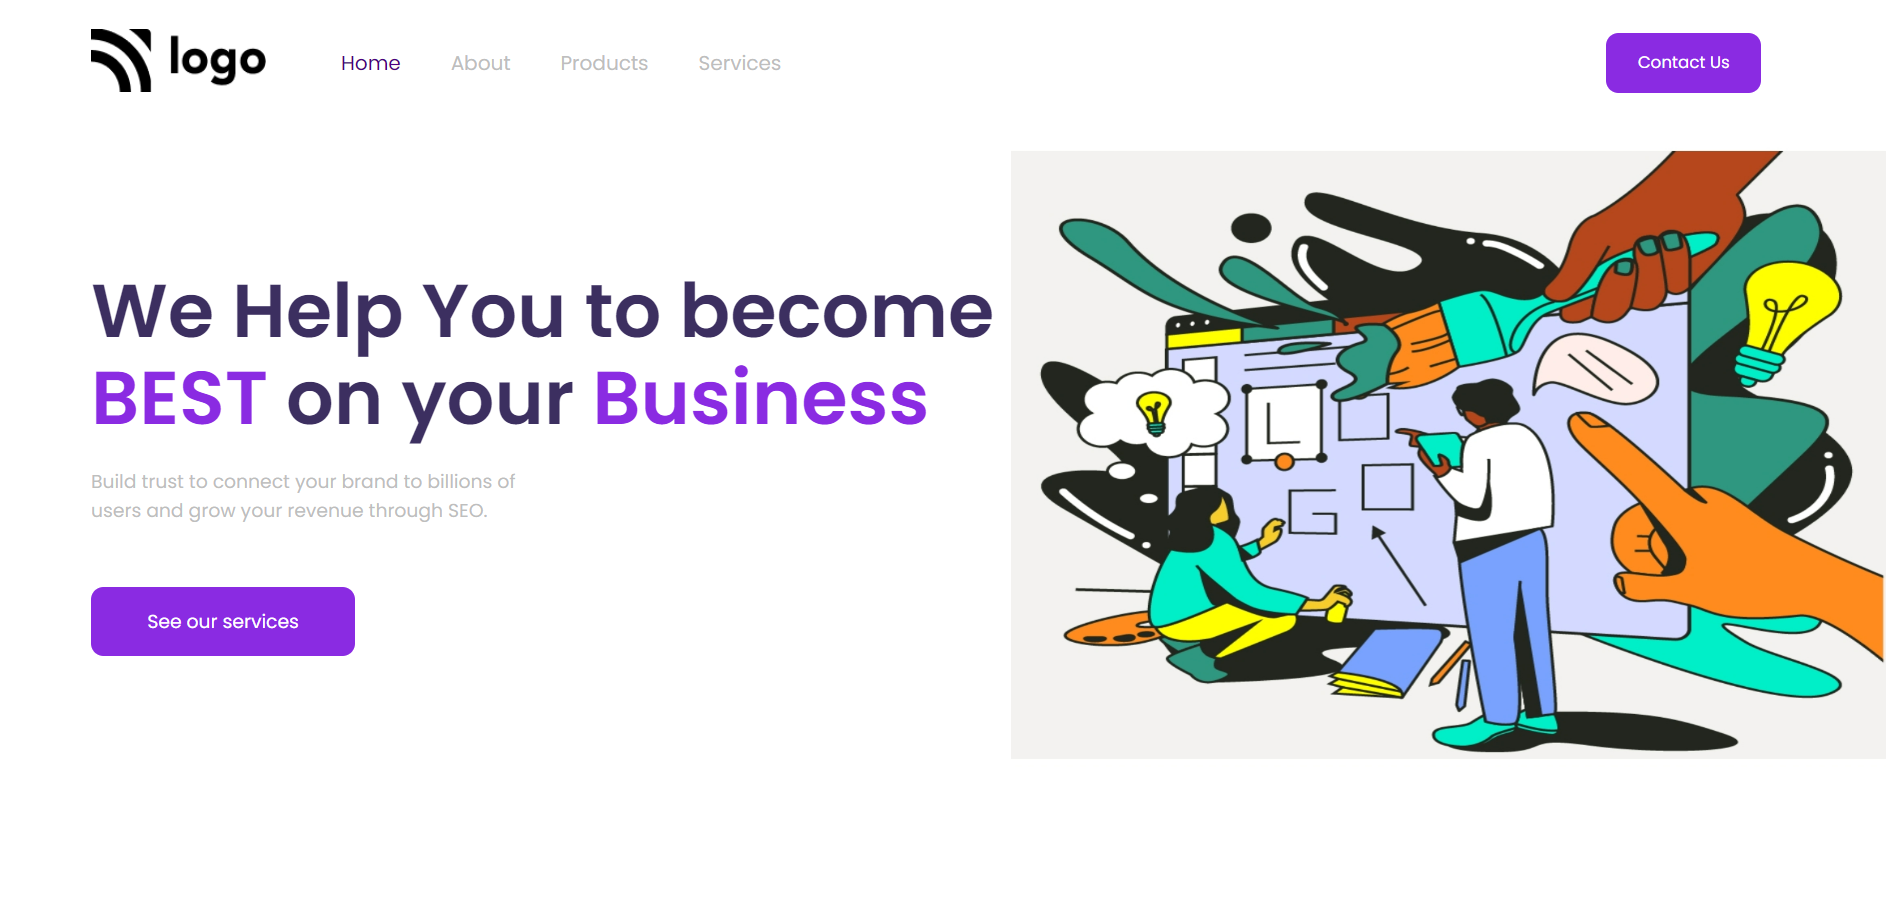 logo
Home About Products Services
Contact Us
We Help You to become
BEST on your Business
Build trust to connect your brand to billions of
users and grow your revenue through SEO.
See our services
L
G